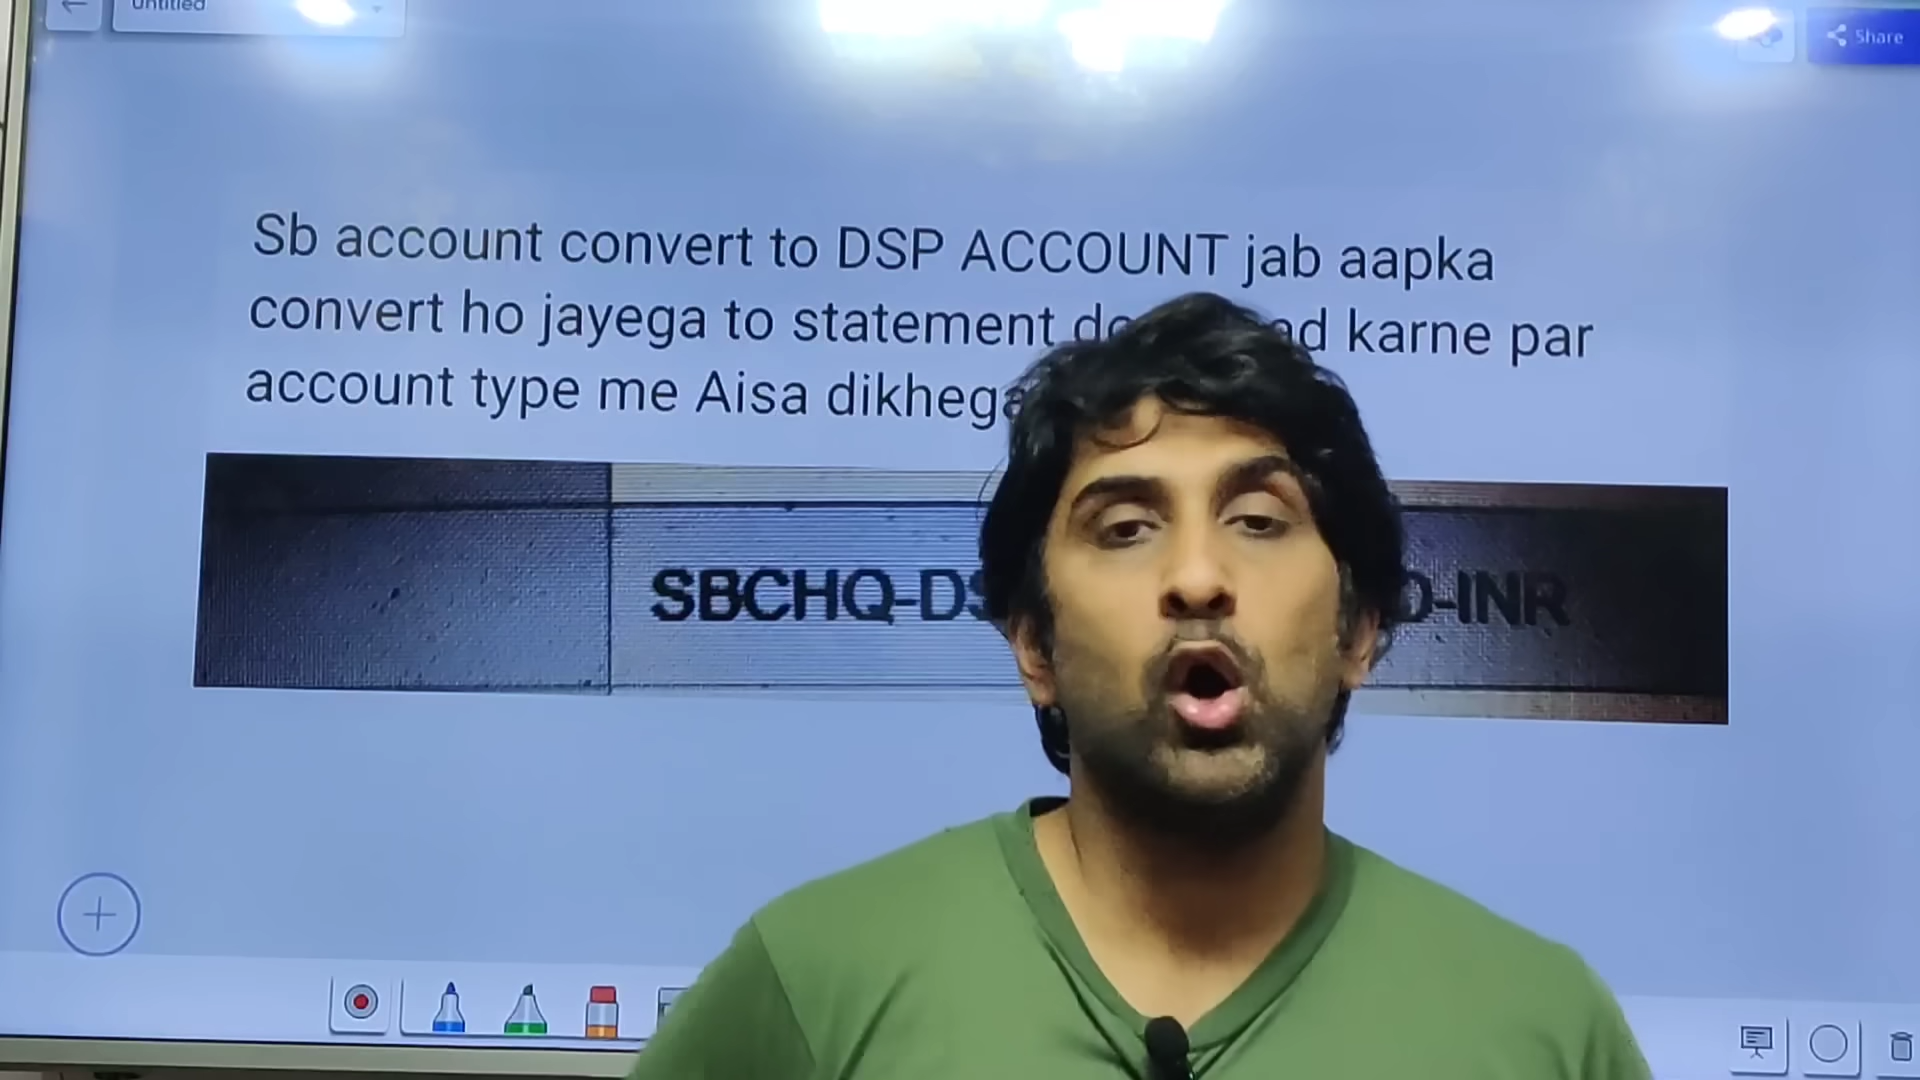 Untitled
Share
Sb account convert to DSP ACCOUNT jab aapka
convert ho jayega to statement karne par
account type me Aisa dikhega
SBCHQ-DS -INR